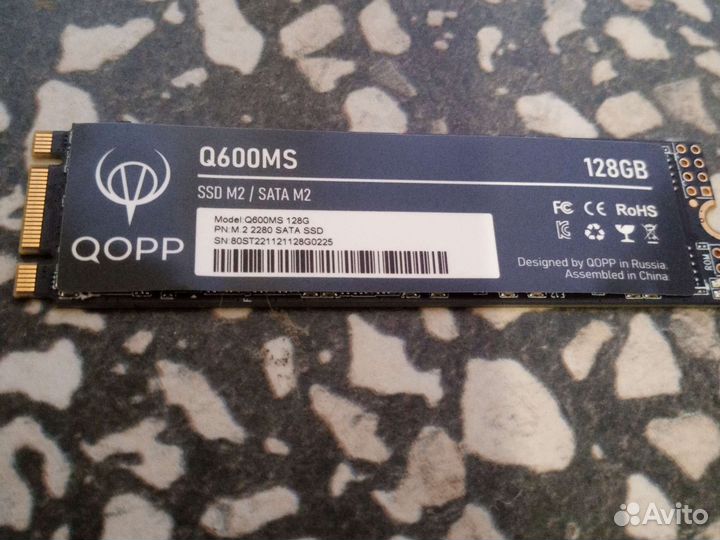 Q600MS
128GB
SSD M2 / SATA M2
Model:Q600MS 128G
PN:M.2 2280 SATA SSD
SN:80ST221121128G0225
QOPP
FC CE RoHS
Designed by QOPP in Russia.
Assembled in China.
ROM
Avito